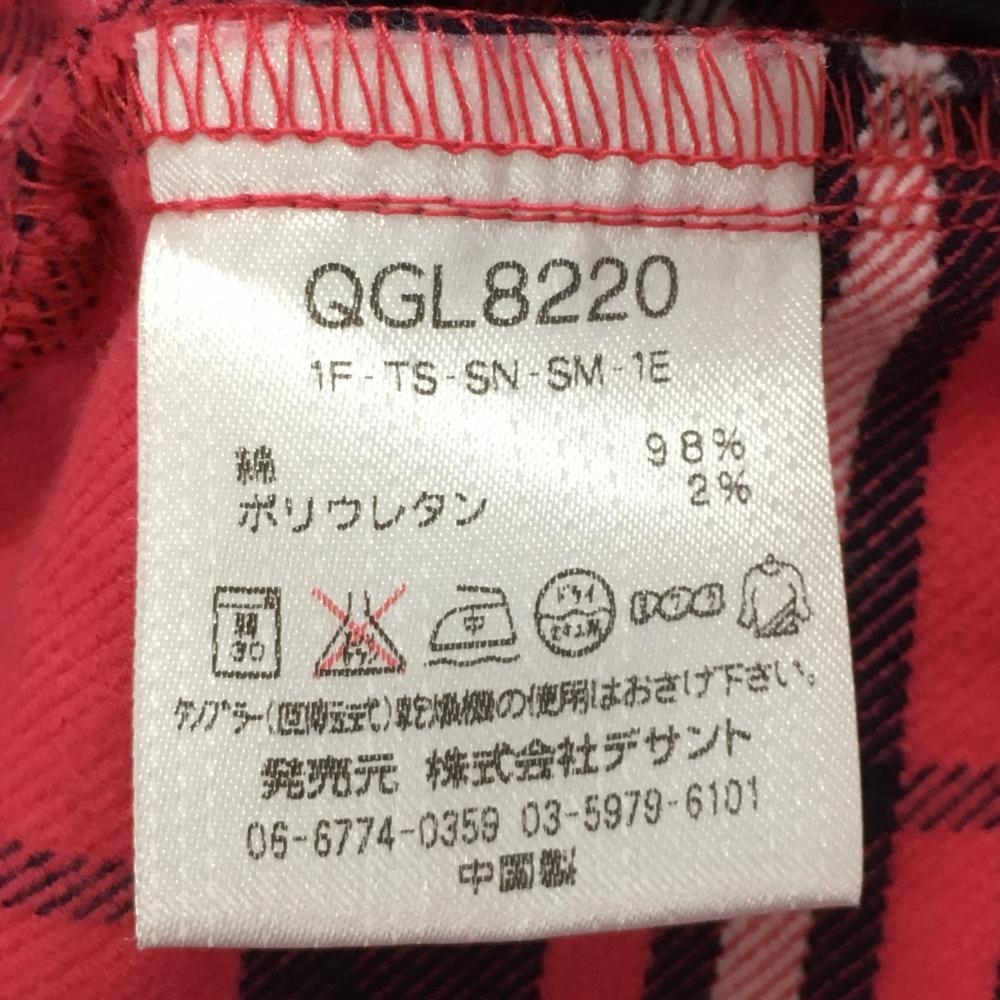 QGL8220
1F-TS-SN-SM-1E
綿 98%
ポリウレタン 2%
30 中 ドライ
タンブラー(回転式)乾燥機の使用はおさけ下さい。
発売元 株式会社デサント
06-6774-0359 03-5979-6101
中国製